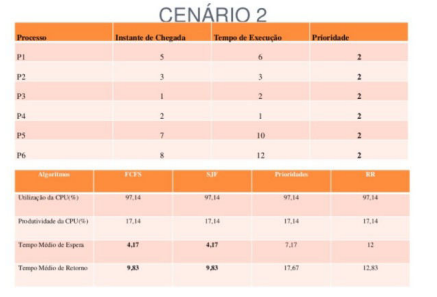 CENÁRIO 2
Processo Instante de Chegada Tempo de Execução Prioridade
P1 5 6 2
P2 3 3 2
P3 1 2 2
P4 2 1 2
P5 7 10 2
P6 8 12 2
Algoritmo FCFS SJF Prioridades RR
Utilização da CPU(%) 97,14 97,14 97,14 97,14
Produtividade da CPU(%) 17,14 17,14 17,14 17,14
Tempo Médio de Espera 4,17 4,17 7,17 12
Tempo Médio de Retorno 9,83 9,83 17,67 12,83